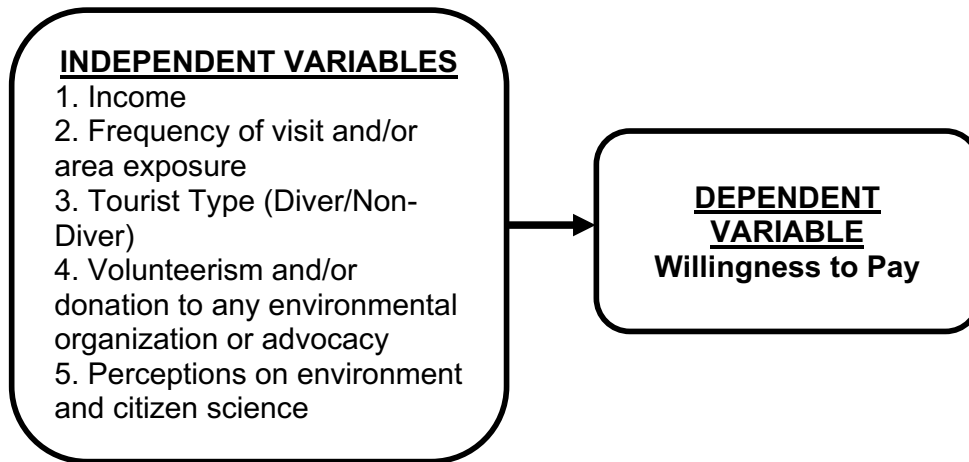 INDEPENDENT VARIABLES
1. Income
2. Frequency of visit and/or
area exposure
3. Tourist Type (Diver/Non-
Diver)
4. Volunteerism and/or
donation to any environmental
organization or advocacy
5. Perceptions on environment
and citizen science
DEPENDENT
VARIABLE
Willingness to Pay